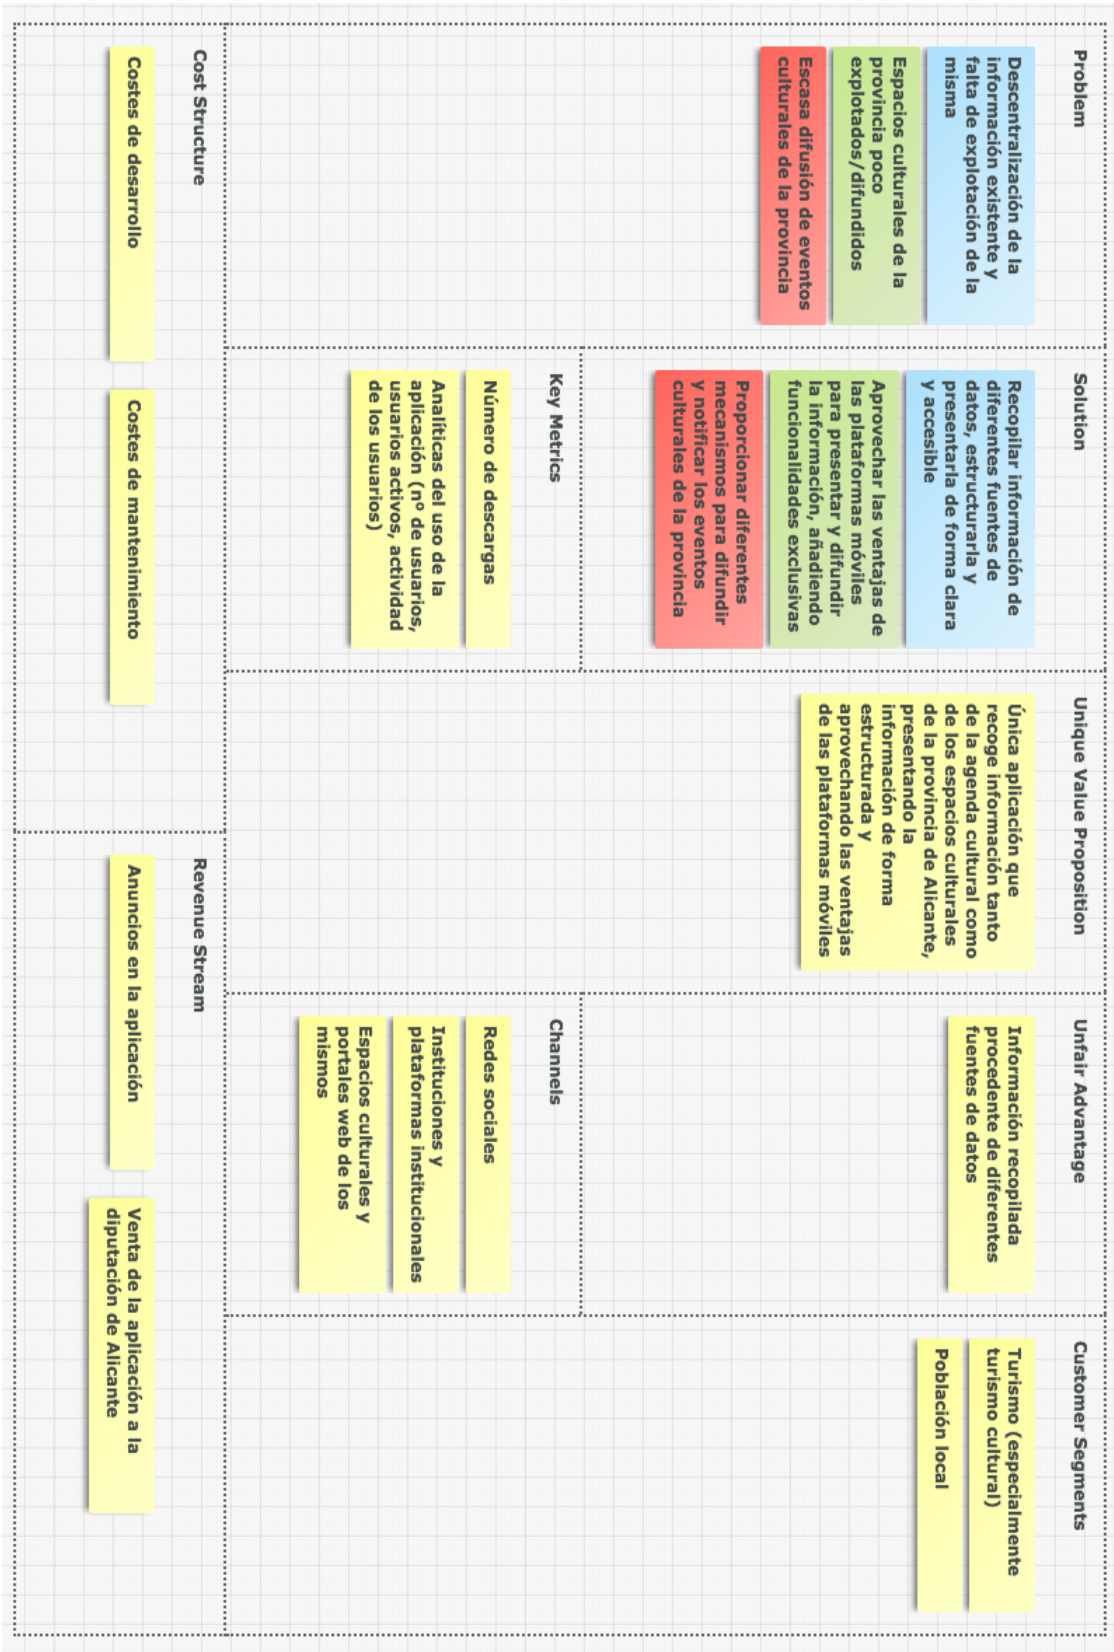 Problem
Descentralización de la
información existente y
falta de explotación de la
misma
Espacios culturales de la
provincia poco
explotados/difundidos
Escasa difusión de eventos
culturales de la provincia
Solution
Recopilar información de
diferentes fuentes de
datos, estructurarla y
presentarla de forma clara
y accesible
Aprovechar las ventajas de
las plataformas móviles
para presentar y difundir
la información, añadiendo
funcionalidades exclusivas
Proporcionar diferentes
mecanismos para difundir
y notificar los eventos
culturales de la provincia
Key Metrics
Número de descargas
Analíticas del uso de la
aplicación (nº de usuarios,
usuarios activos, actividad
de los usuarios)
Unique Value Proposition
Única aplicación que
recoge información tanto
de la agenda cultural como
de los espacios culturales
de la provincia de Alicante,
presentando la
información de forma
estructurada y
aprovechando las ventajas
de las plataformas móviles
Unfair Advantage
Información recopilada
procedente de diferentes
fuentes de datos
Channels
Redes sociales
Instituciones y
plataformas institucionales
Espacios culturales y
portales web de los
mismos
Customer Segments
Turismo (especialmente
turismo cultural)
Población local
Cost Structure
Costes de desarrollo
Costes de mantenimiento
Revenue Stream
Anuncios en la aplicación
Venta de la aplicación a la
diputación de Alicante